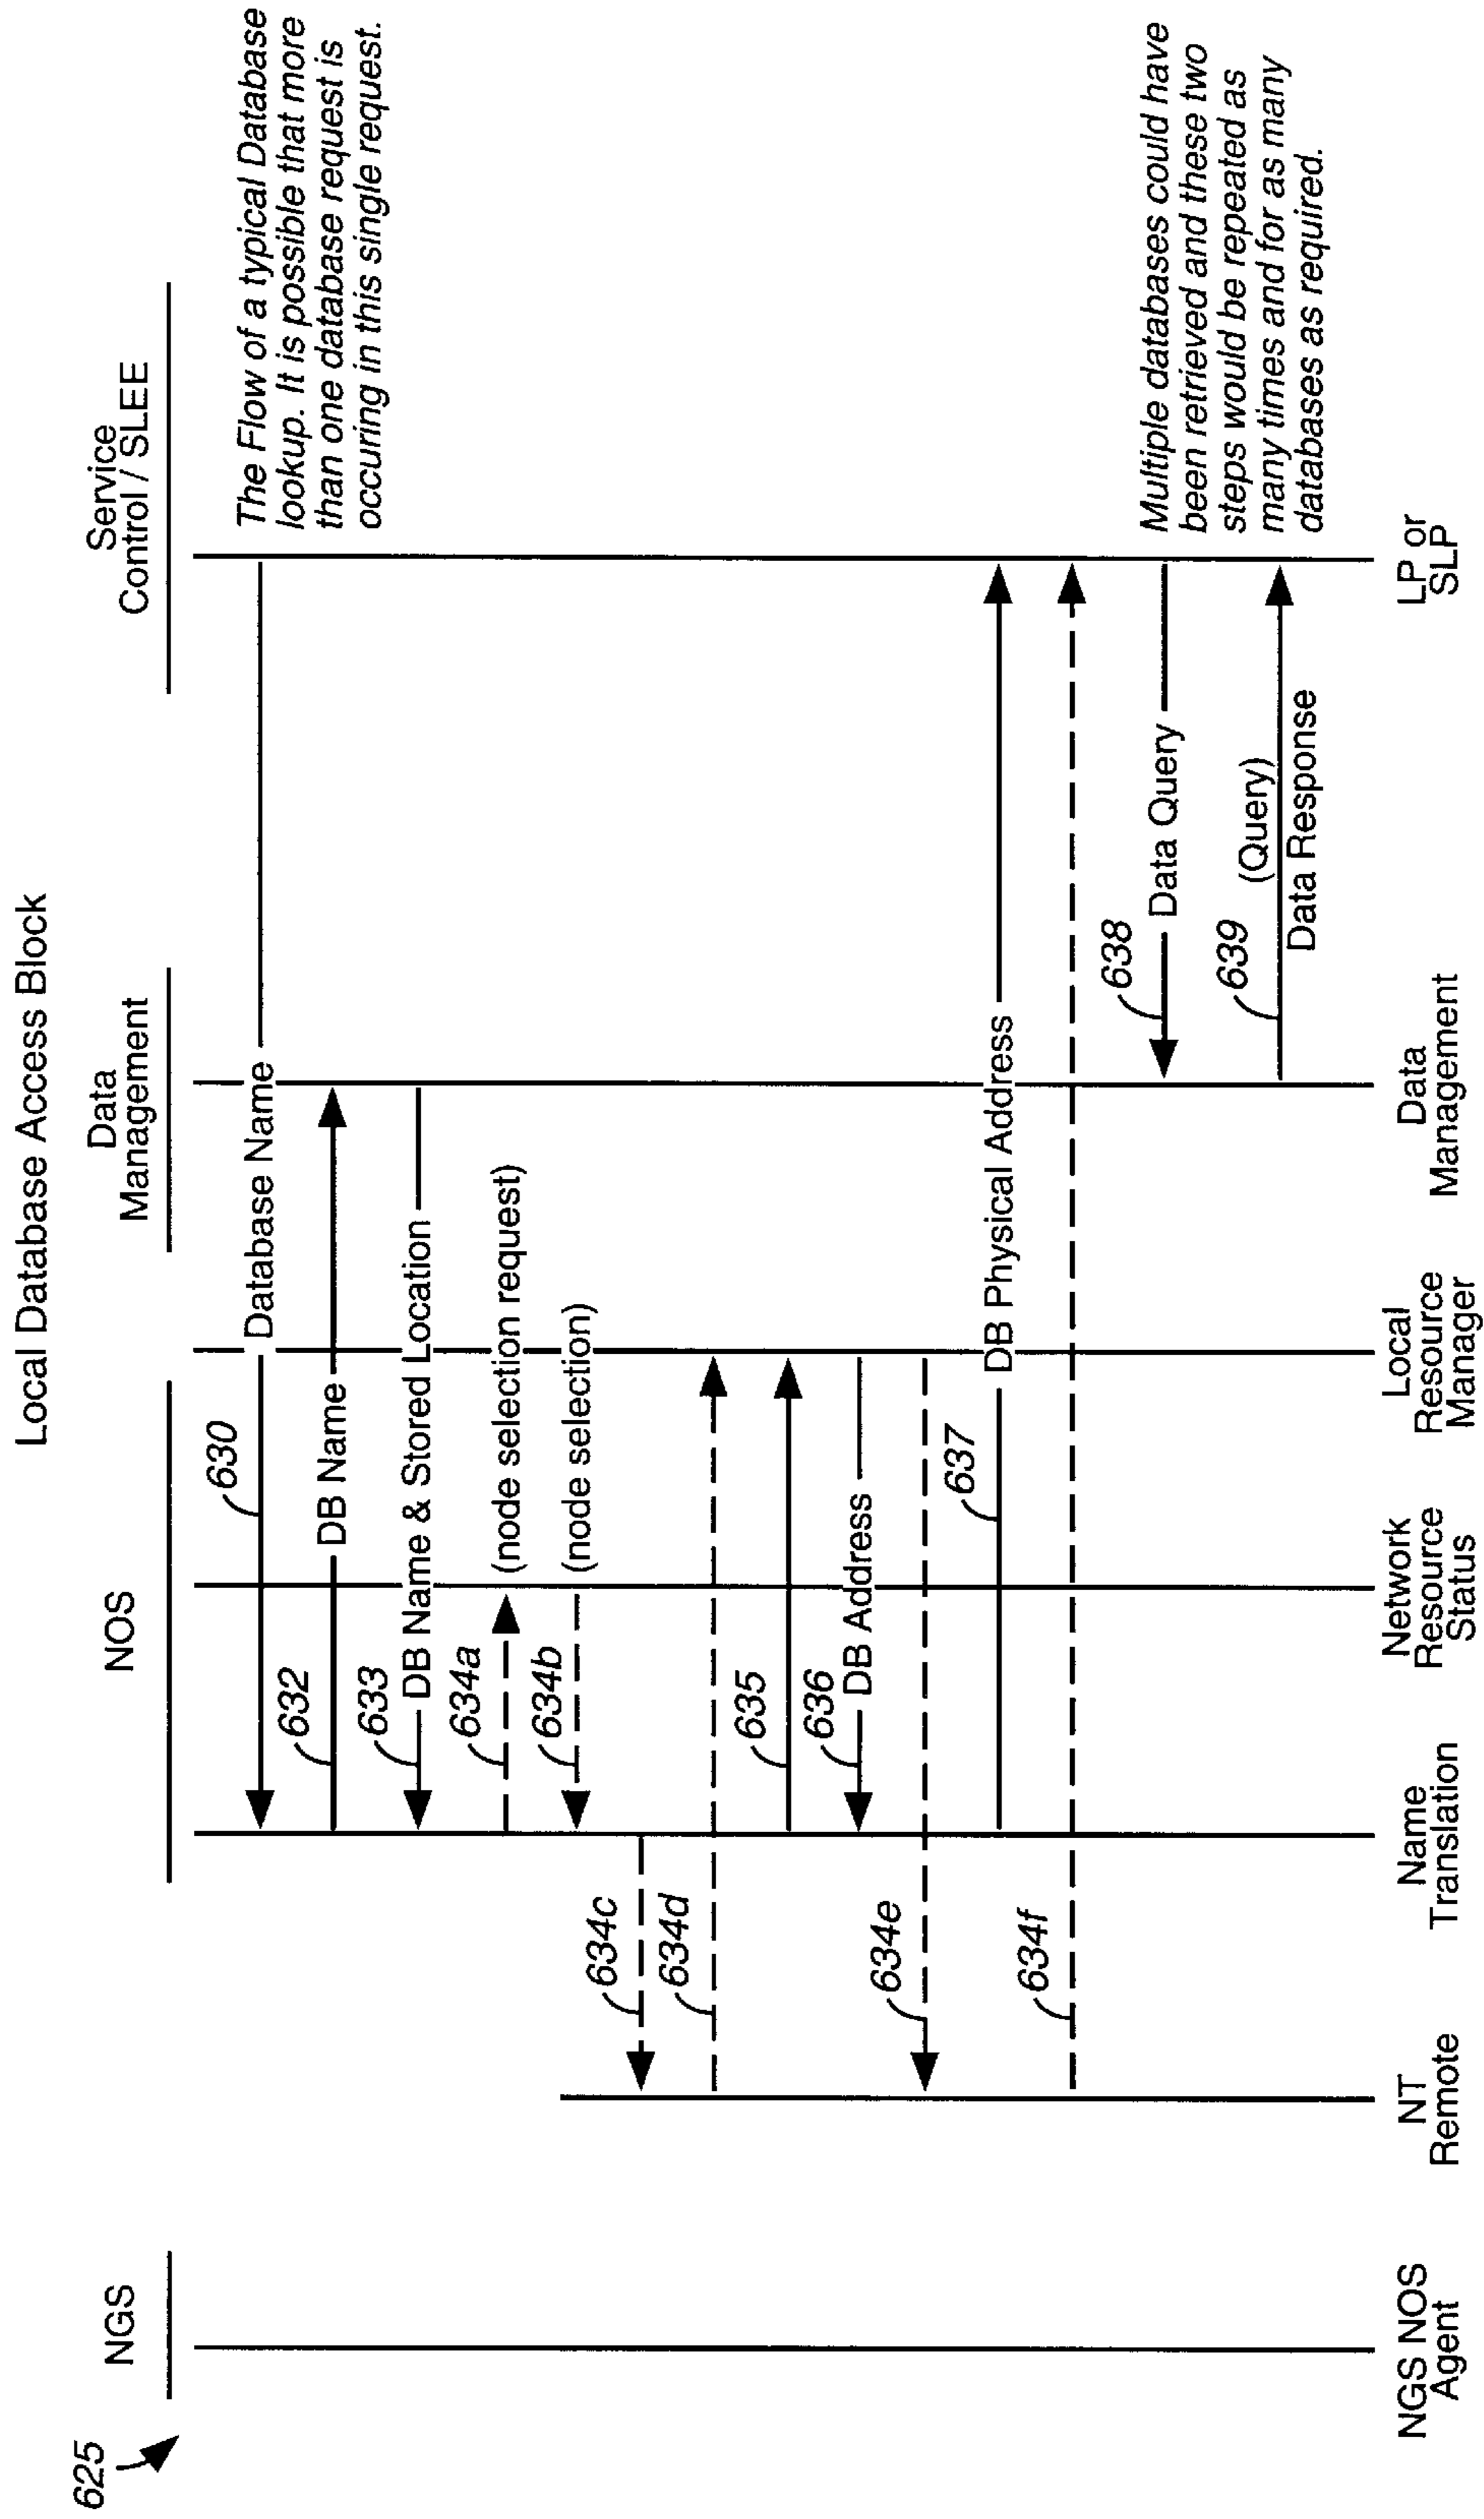 Local Database Access Block
625
NGS
NOS
Data
Management
Service
Control / SLEE
630
Database Name
The Flow of a typical Database
lookup. It is possible that more
than one database request is
occuring in this single request.
632
DB Name
633
DB Name & Stored Location
634a
(node selection request)
634b
(node selection)
634c
634d
635
636
DB Address
634e
637
DB Physical Address
634f
638
Data Query
639
(Query)
Data Response
Multiple databases could have
been retrieved and these two
steps would be repeated as
many times and for as many
databases as required.
NGS NOS
Agent
NT
Remote
Name
Translation
Network
Resource
Status
Local
Resource
Manager
Data
Management
LP or
SLP